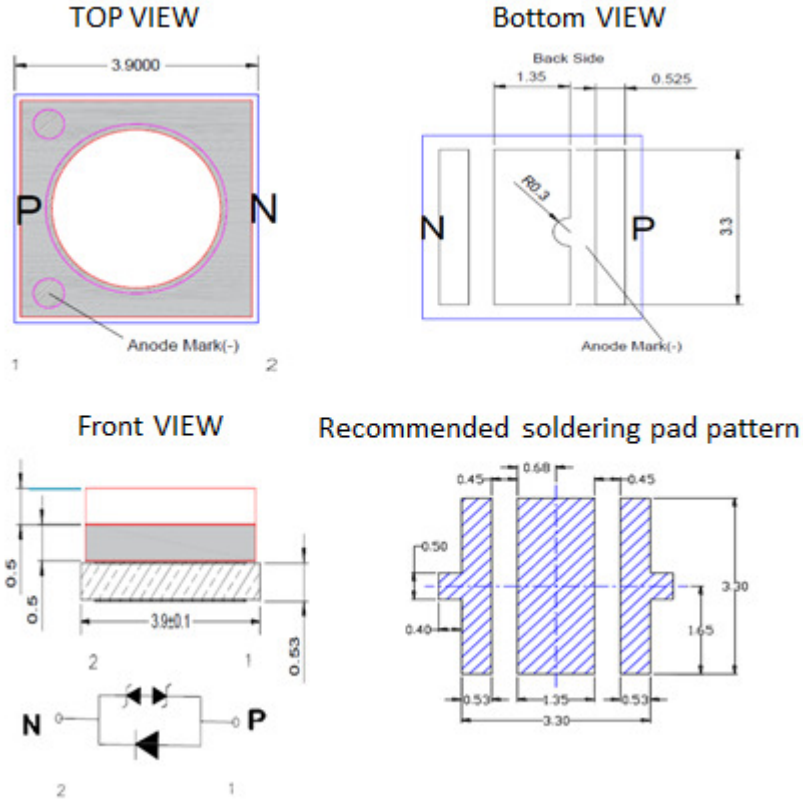 TOP VIEW
3.9000
P
N
Anode Mark(-)
1
2
Bottom VIEW
Back Side
1.35
0.525
R0.3
N
P
3.3
Anode Mark(-)
Front VIEW
0.5
0.5
3.9±0.1
0.53
2
1
N
P
2
1
Recommended soldering pad pattern
0.68
0.45
0.45
0.50
3.30
0.40
1.65
0.53
1.35
0.53
3.30